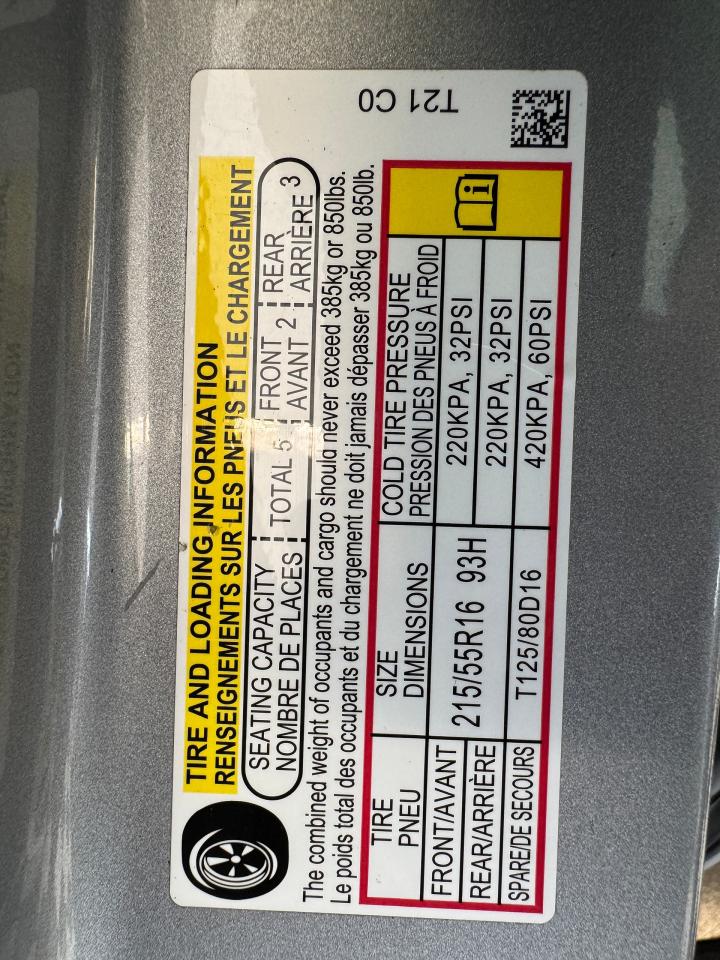 TIRE AND LOADING INFORMATION
RENSEIGNEMENTS SUR LES PNEUS ET LE CHARGEMENT
SEATING CAPACITY
NOMBRE DE PLACES
TOTAL 5
FRONT
AVANT 2
REAR
ARRIÈRE 3
The combined weight of occupants and cargo should never exceed 385kg or 850lbs.
Le poids total des occupants et du chargement ne doit jamais dépasser 385kg ou 850lb.
TIRE
PNEU
SIZE
DIMENSIONS
COLD TIRE PRESSURE
PRESSION DES PNEUS À FROID
FRONT/AVANT
215/55R16 93H
220KPA, 32PSI
REAR/ARRIÈRE
220KPA, 32PSI
SPARE/DE SECOURS
T125/80D16
420KPA, 60PSI
i
T21 C0